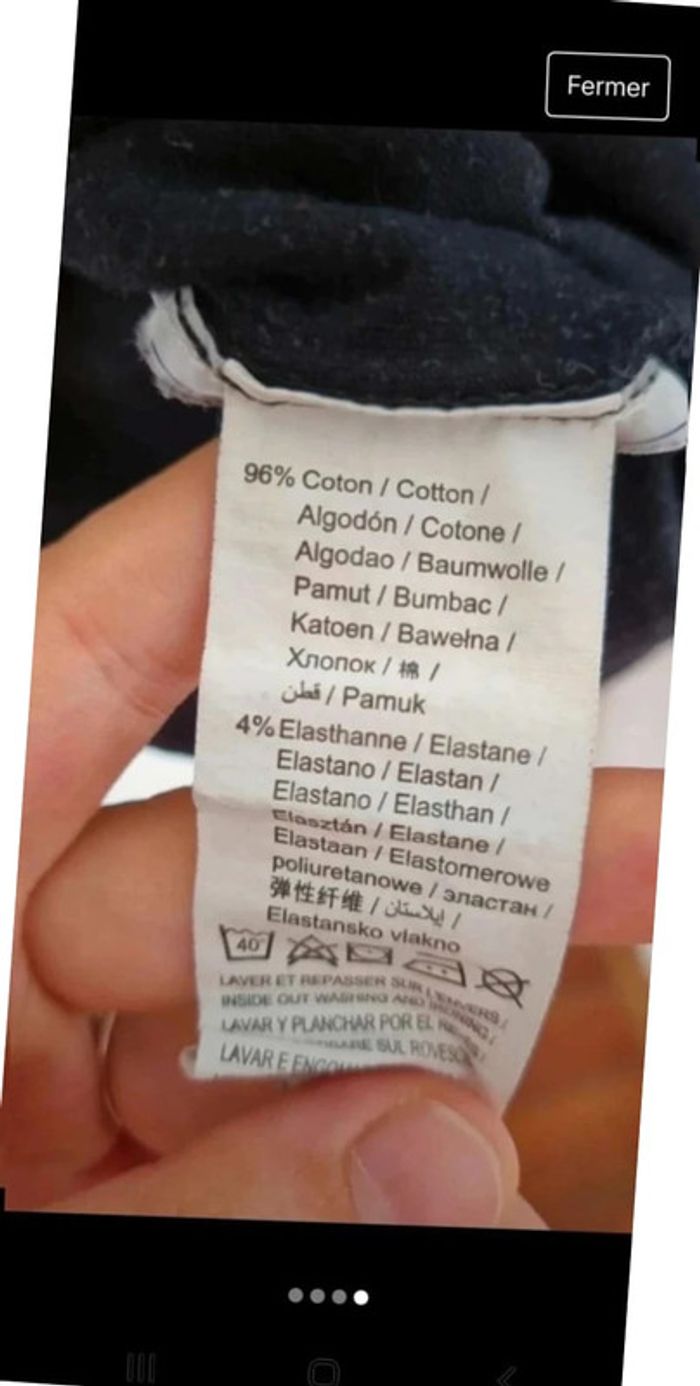 Fermer
96% Coton / Cotton /
Algodón / Cotone /
Algodao / Baumwolle /
Pamut / Bumbac /
Katoen / Bawełna /
Хлопок / 棉 /
قطن / Pamuk
4% Elasthanne / Elastane /
Elastano / Elastan /
Elastano / Elasthan /
Elasztán / Elastane /
Elastaan / Elastomerowe
poliuretanowe / эластан /
弹性纤维 / إيلاستان /
Elastansko vlakno
40°
LAVER ET REPASSER SUR L'ENVERS /
INSIDE OUT WASHING AND IRONING /
LAVAR Y PLANCHAR POR EL
SUL ROVESCIO
LAVAR E